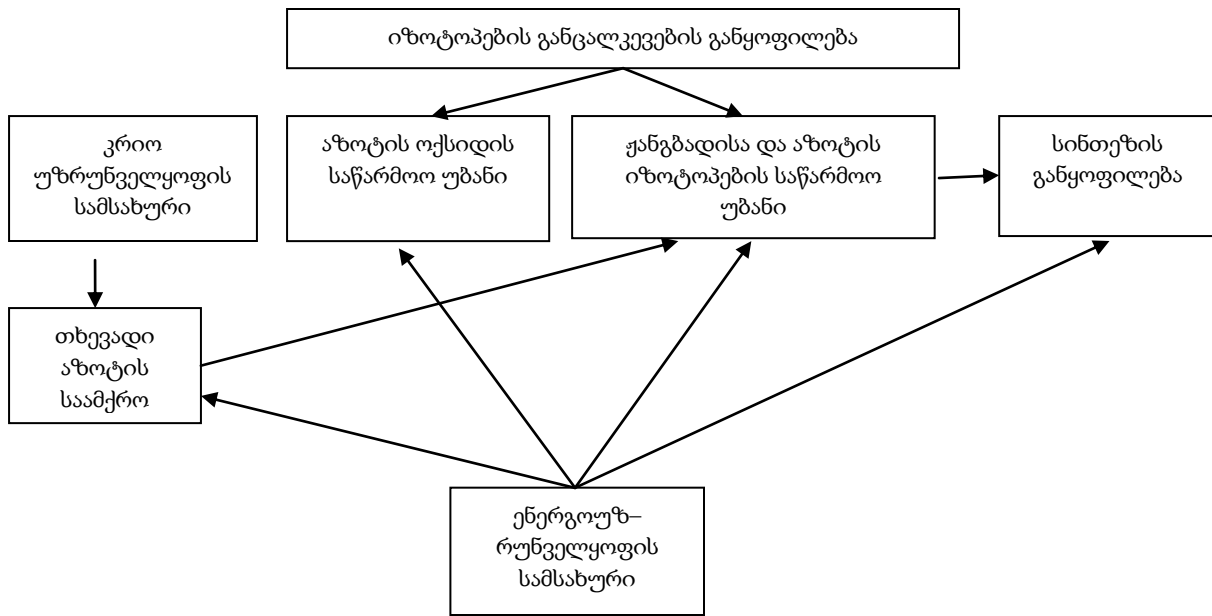 იზოტოპების განცალკევების განყოფილება
კრიო
უზრუნველყოფის
სამსახური
აზოტის ოქსიდის
საწარმოო უბანი
ჟანგბადისა და აზოტის
იზოტოპების საწარმოო
უბანი
სინთეზის
განყოფილება
თხევადი
აზოტის
საამქრო
ენერგოუზ–
რუნველყოფის
სამსახური